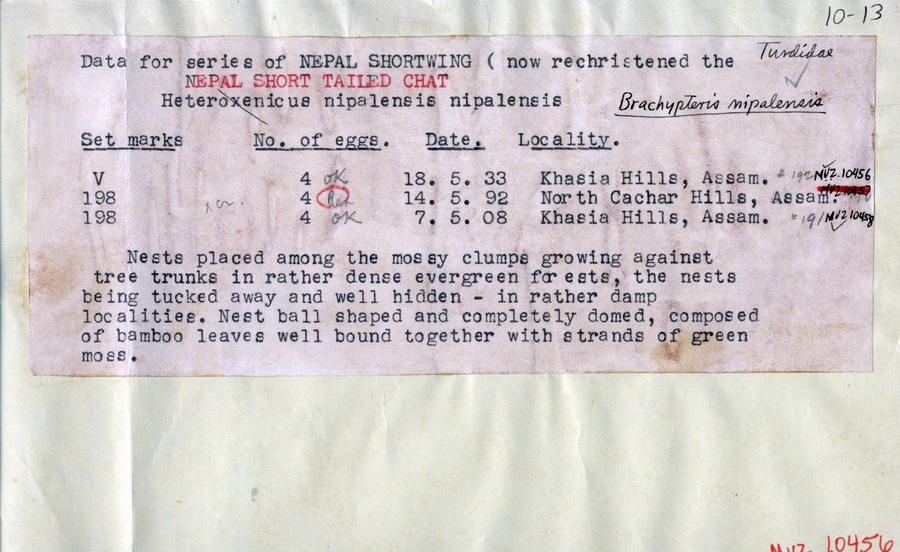 10-13
Turdidae
Data for series of NEPAL SHORTWING ( now rechristened the
NEPAL SHORT TAILED CHAT
Heteroxenicus nipalensis nipalensis
Brachypteris nipalensis
Set marks No. of eggs. Date. Locality.
V 4 OK 18. 5. 33 Khasia Hills, Assam. MVZ.10456
198 4 14. 5. 92 North Cachar Hills, Assam.
198 4 OK 7. 5. 08 Khasia Hills, Assam. MVZ 10458
Nests placed among the mossy clumps growing against
tree trunks in rather dense evergreen forests, the nests
being tucked away and well hidden - in rather damp
localities. Nest ball shaped and completely domed, composed
of bamboo leaves well bound together with strands of green
moss.
MVZ. 10456